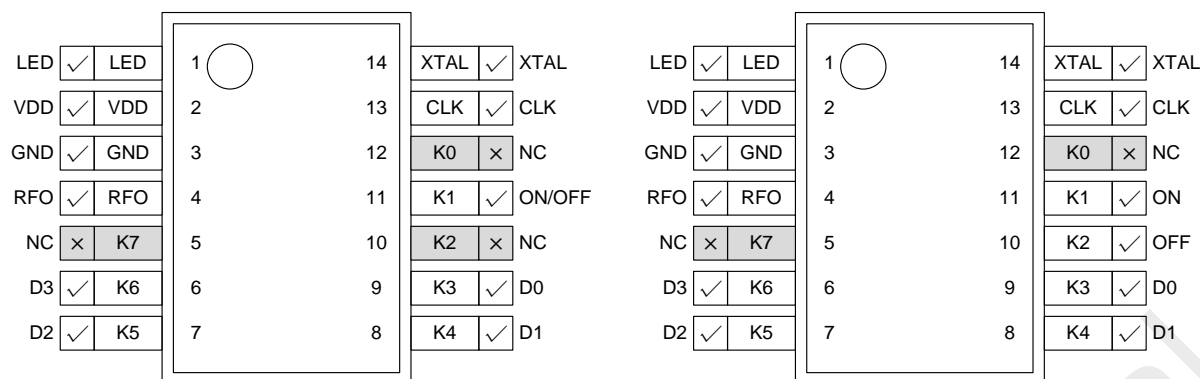 LED ✓ LED 1 14 XTAL ✓ XTAL LED ✓ LED 1 14 XTAL ✓ XTAL
VDD ✓ VDD 2 13 CLK ✓ CLK VDD ✓ VDD 2 13 CLK ✓ CLK
GND ✓ GND 3 12 K0 × NC GND ✓ GND 3 12 K0 × NC
RFO ✓ RFO 4 11 K1 ✓ ON/OFF RFO ✓ RFO 4 11 K1 ✓ ON
NC × K7 5 10 K2 × NC NC × K7 5 10 K2 ✓ OFF
D3 ✓ K6 6 9 K3 ✓ D0 D3 ✓ K6 6 9 K3 ✓ D0
D2 ✓ K5 7 8 K4 ✓ D1 D2 ✓ K5 7 8 K4 ✓ D1